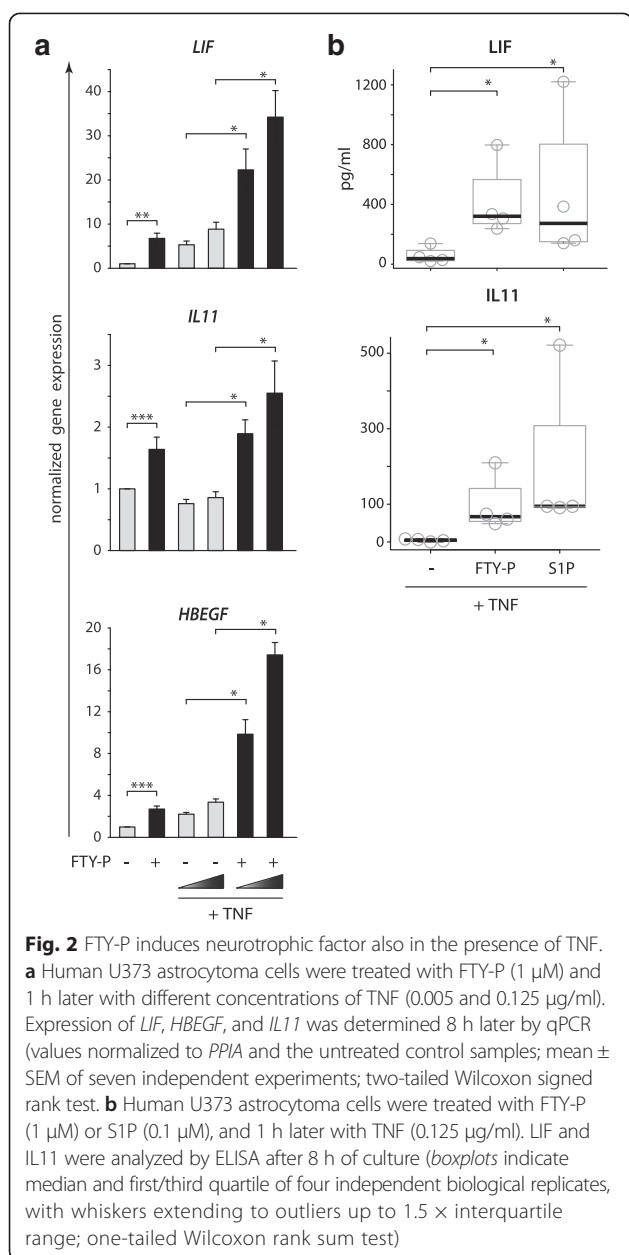 a
LIF
**
*
*
40
30
20
10
0
IL11
***
*
*
3
2
1
0
normalized gene expression
HBEGF
***
*
*
20
16
12
8
4
0
FTY-P - + - - + +
+ TNF
b
LIF
*
*
1200
800
400
0
pg/ml
IL11
*
*
500
300
100
0
- FTY-P S1P
+ TNF
Fig. 2 FTY-P induces neurotrophic factor also in the presence of TNF.
a Human U373 astrocytoma cells were treated with FTY-P (1 μM) and
1 h later with different concentrations of TNF (0.005 and 0.125 μg/ml).
Expression of LIF, HBEGF, and IL11 was determined 8 h later by qPCR
(values normalized to PPIA and the untreated control samples; mean ±
SEM of seven independent experiments; two-tailed Wilcoxon signed
rank test. b Human U373 astrocytoma cells were treated with FTY-P
(1 μM) or S1P (0.1 μM), and 1 h later with TNF (0.125 μg/ml). LIF and
IL11 were analyzed by ELISA after 8 h of culture (boxplots indicate
median and first/third quartile of four independent biological replicates,
with whiskers extending to outliers up to 1.5 × interquartile
range; one-tailed Wilcoxon rank sum test)